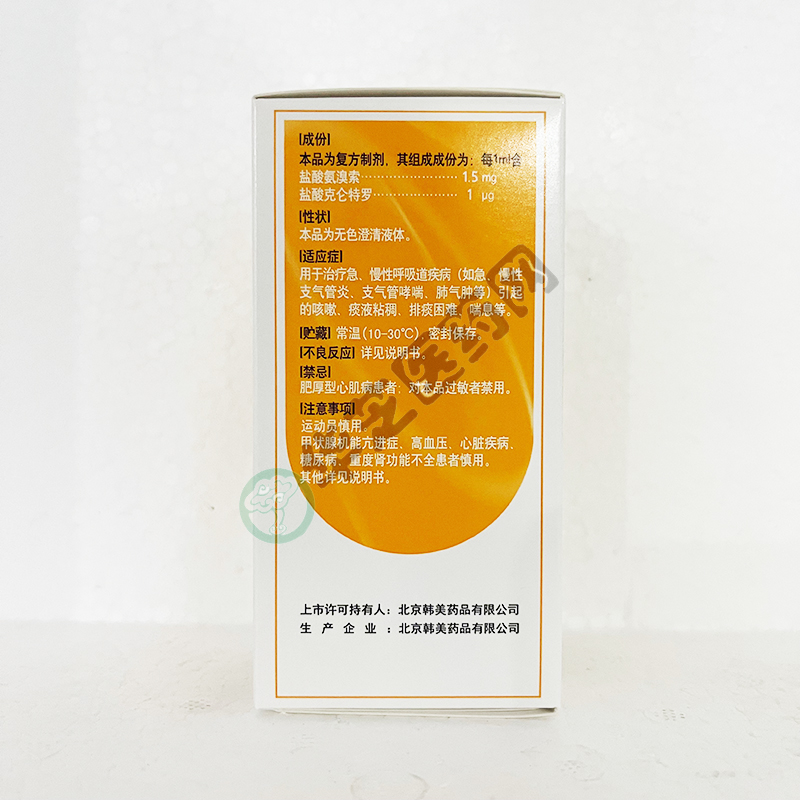 [成份]
本品为复方制剂，其组成成份为：每1ml含
盐酸氨溴索……………………1.5 mg
盐酸克仑特罗…………………1 μg
[性状]
本品为无色澄清液体。
[适应症]
用于治疗急、慢性呼吸道疾病（如急、慢性
支气管炎、支气管哮喘、肺气肿等）引起
的咳嗽、痰液粘稠、排痰困难、喘息等。
[贮藏] 常温(10-30℃)，密封保存。
[不良反应] 详见说明书。
[禁忌]
肥厚型心肌病患者；对本品过敏者禁用。
[注意事项]
运动员慎用。
甲状腺机能亢进症、高血压、心脏疾病、
糖尿病、重度肾功能不全患者慎用。
其他详见说明书。
上市许可持有人：北京韩美药品有限公司
生产企业：北京韩美药品有限公司
芝医药网